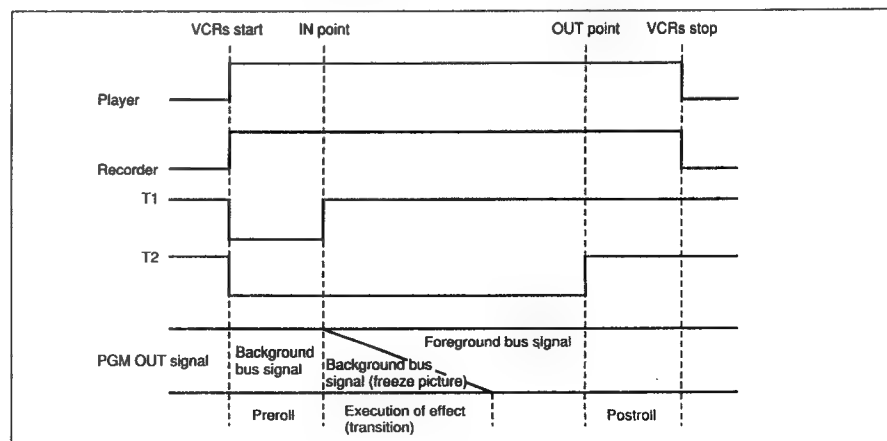 VCRs start IN point OUT point VCRs stop
Player
Recorder
T1
T2
Foreground bus signal
PGM OUT signal
Background
bus signal
Background bus
signal (freeze picture)
Preroll
Execution of effect
(transition)
Postroll